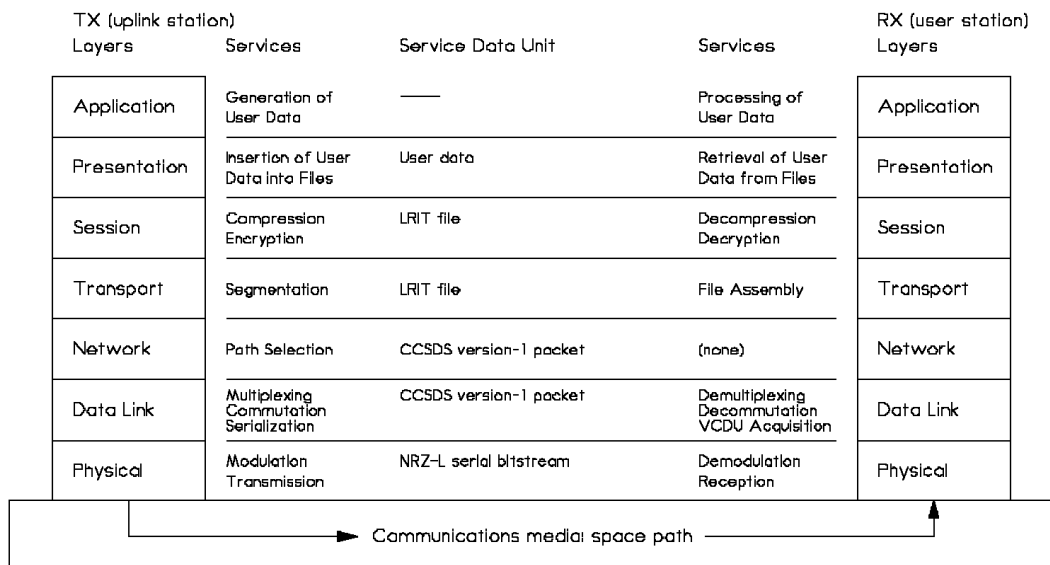 TX (uplink station)
RX (user station)
Layers Services Service Data Unit Services Layers
Application Generation of User Data —— Processing of User Data Application
Presentation Insertion of User Data into Files User data Retrieval of User Data from Files Presentation
Session Compression Encryption LRIT file Decompression Decryption Session
Transport Segmentation LRIT file File Assembly Transport
Network Path Selection CCSDS version-1 packet (none) Network
Data Link Multiplexing Commutation Serialization CCSDS version-1 packet Demultiplexing Decommutation VCDU Acquisition Data Link
Physical Modulation Transmission NRZ-L serial bitstream Demodulation Reception Physical
Communications media: space path